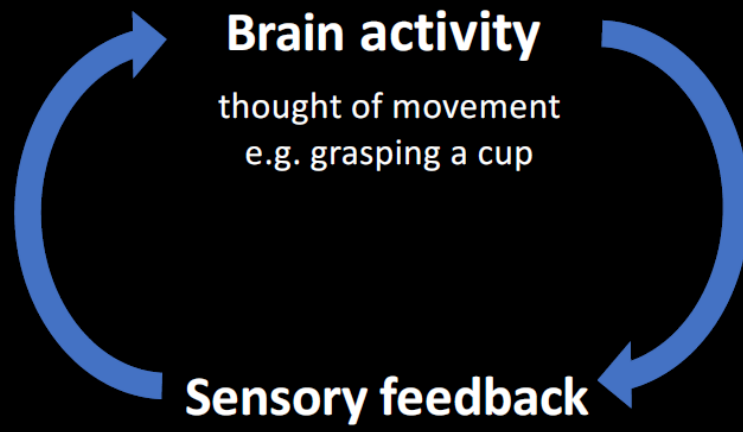 Brain activity
thought of movement
e.g. grasping a cup
Sensory feedback